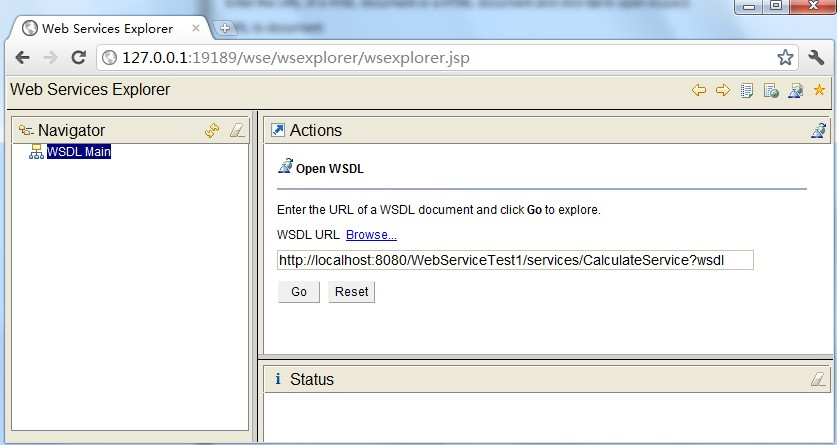 Web Services Explorer
127.0.0.1:19189/wse/wsexplorer/wsexplorer.jsp
Web Services Explorer
Navigator
WSDL Main
Actions
Open WSDL
Enter the URL of a WSDL document and click Go to explore.
WSDL URL Browse...
http://localhost:8080/WebServiceTest1/services/CalculateService?wsdl
Go Reset
Status